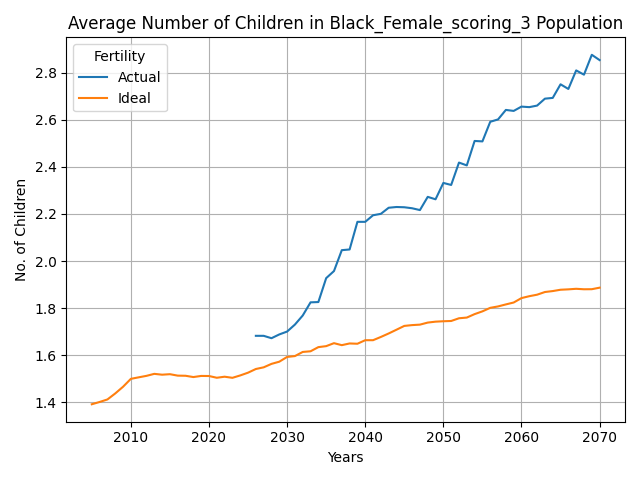 Average Number of Children in Black_Female_scoring_3 Population
Fertility
Actual
Ideal
No. of Children
2.8
2.6
2.4
2.2
2.0
1.8
1.6
1.4
2010 2020 2030 2040 2050 2060 2070
Years